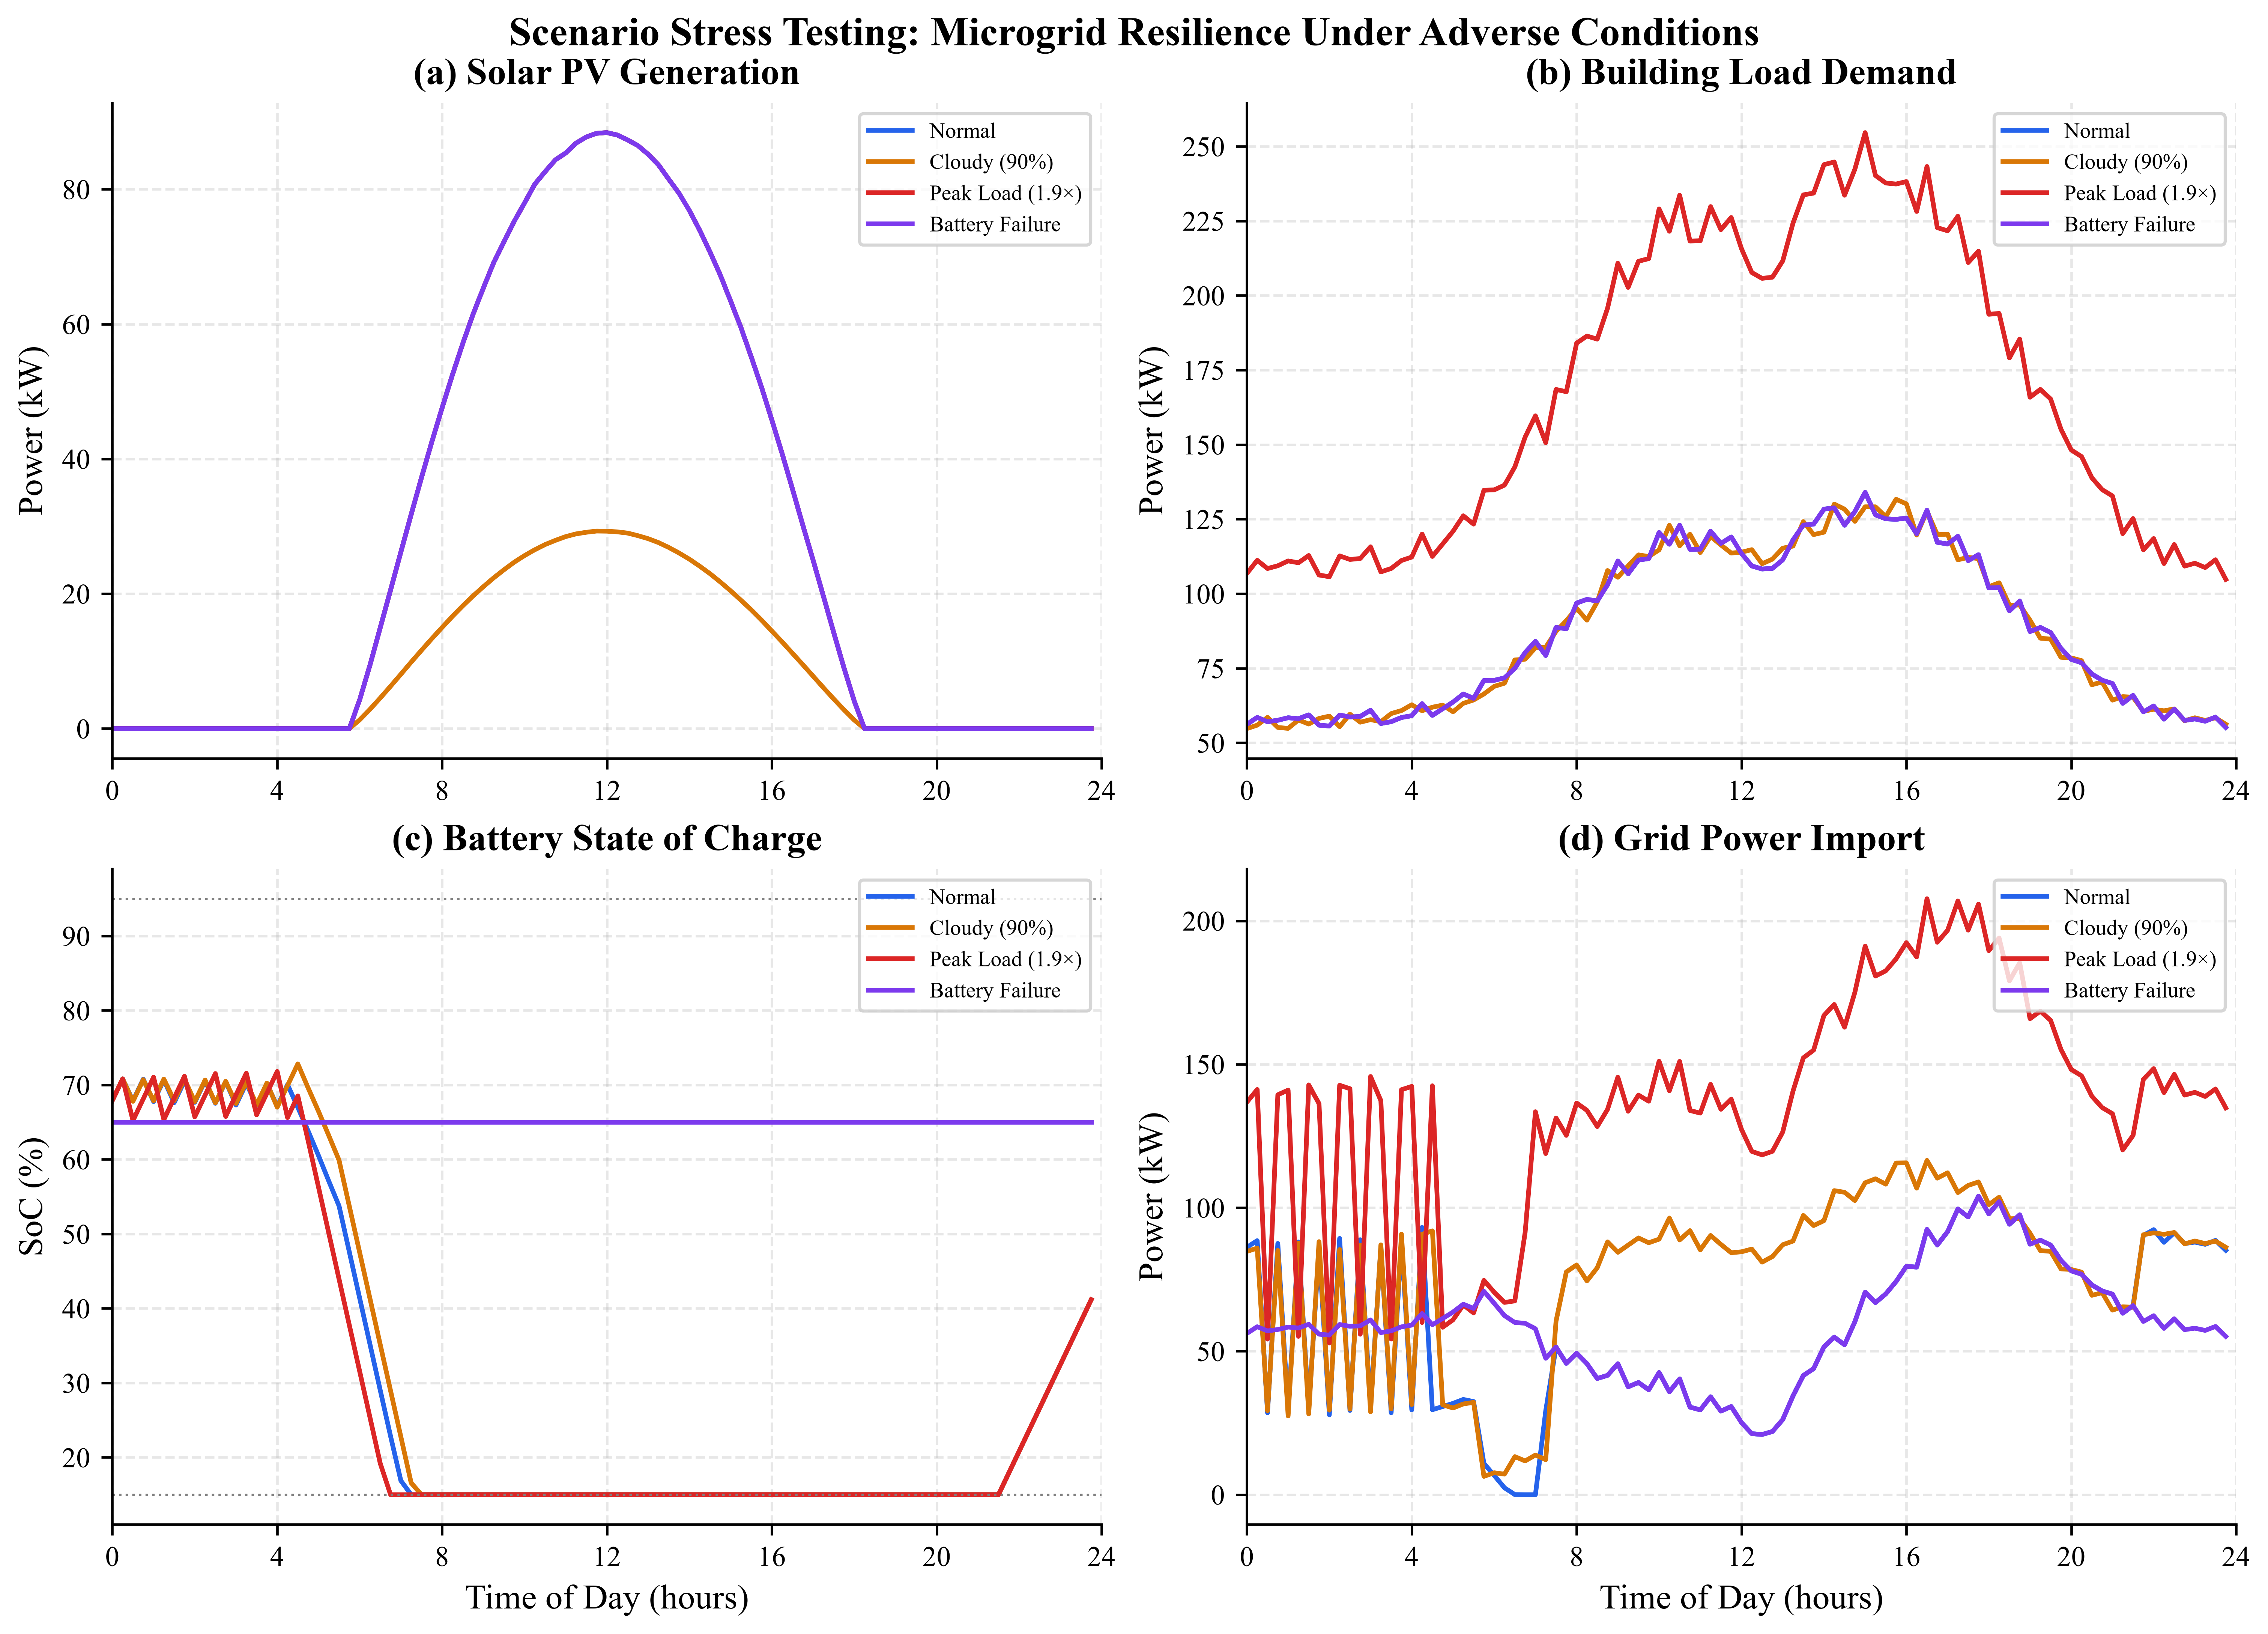 Scenario Stress Testing: Microgrid Resilience Under Adverse Conditions
(a) Solar PV Generation
Power (kW)
80
60
40
20
0
0 4 8 12 16 20 24
Normal
Cloudy (90%)
Peak Load (1.9×)
Battery Failure
(b) Building Load Demand
Power (kW)
250
225
200
175
150
125
100
75
50
0 4 8 12 16 20 24
Normal
Cloudy (90%)
Peak Load (1.9×)
Battery Failure
(c) Battery State of Charge
SoC (%)
90
80
70
60
50
40
30
20
0 4 8 12 16 20 24
Time of Day (hours)
Normal
Cloudy (90%)
Peak Load (1.9×)
Battery Failure
(d) Grid Power Import
Power (kW)
200
150
100
50
0
0 4 8 12 16 20 24
Time of Day (hours)
Normal
Cloudy (90%)
Peak Load (1.9×)
Battery Failure